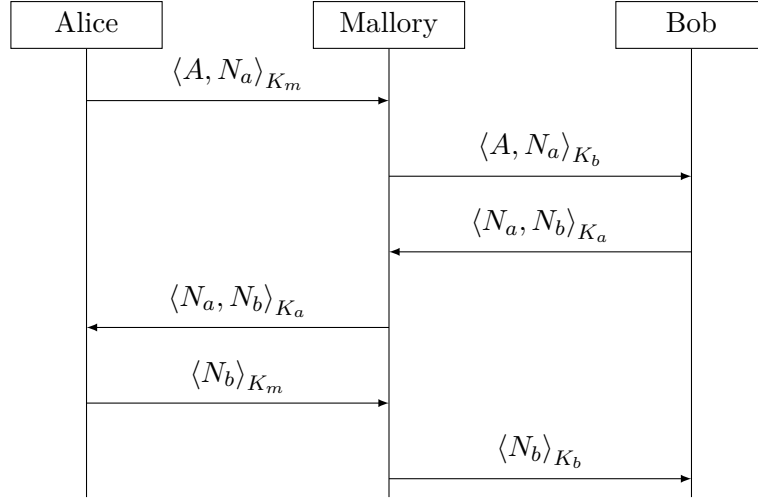 Alice Mallory Bob
⟨A, N_a⟩_{K_m}
⟨A, N_a⟩_{K_b}
⟨N_a, N_b⟩_{K_a}
⟨N_a, N_b⟩_{K_a}
⟨N_b⟩_{K_m}
⟨N_b⟩_{K_b}